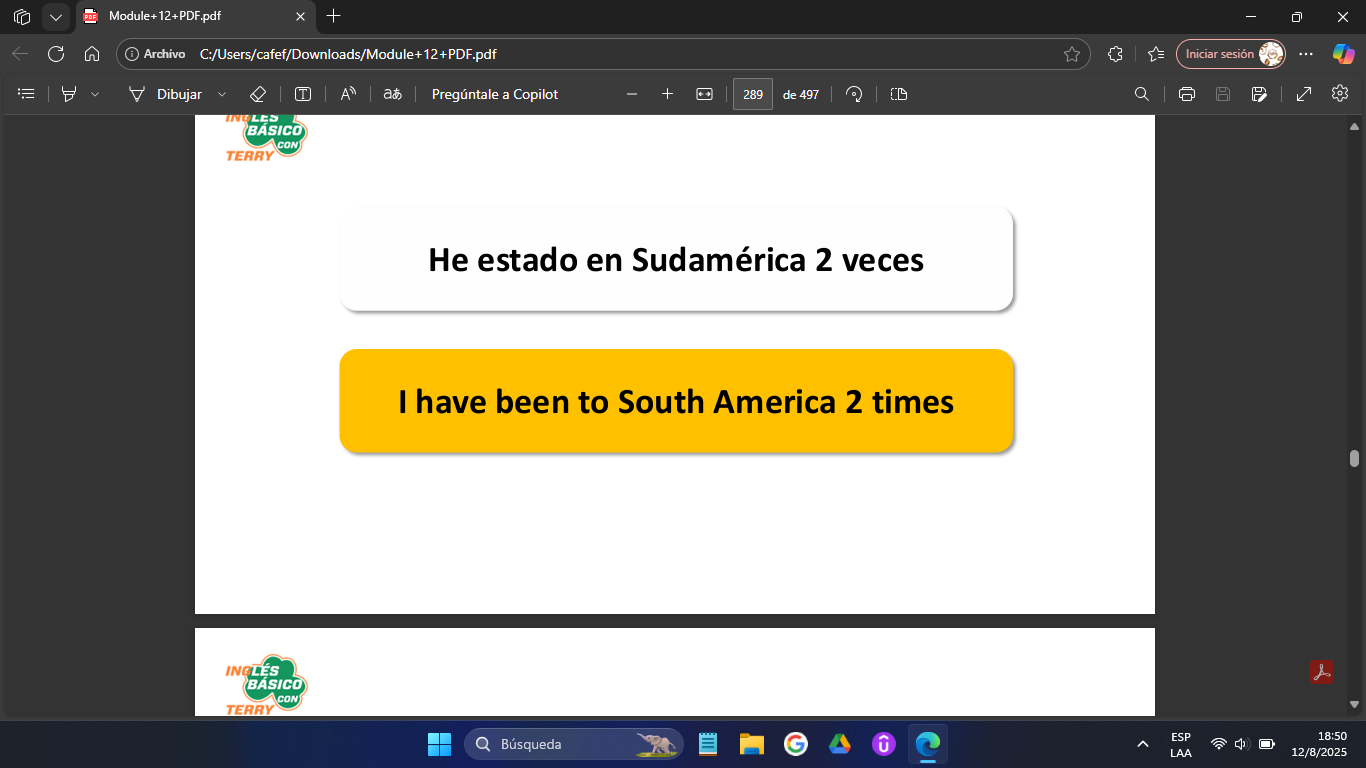 Module+12+PDF.pdf
Archivo C:/Users/cafef/Downloads/Module+12+PDF.pdf Iniciar sesión
Dibujar Pregúntale a Copilot 289 de 497
INGLÉS
BÁSICO
CON
TERRY
He estado en Sudamérica 2 veces
I have been to South America 2 times
INGLÉS
BÁSICO
CON
TERRY
Búsqueda
ESP
LAA
18:50
12/8/2025